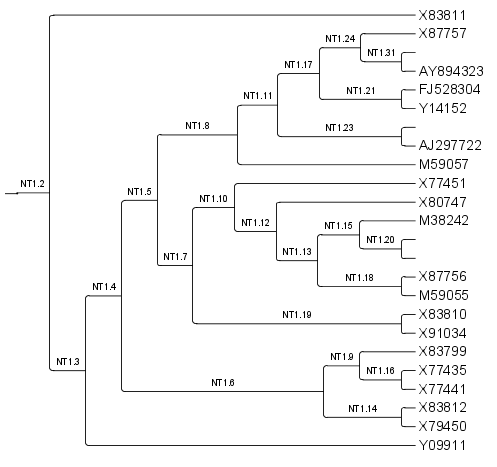 X83811
NT1.24
X87757
NT1.31
NT1.17
AY894323
FJ528304
NT1.21
NT1.11
Y14152
NT1.8
NT1.23
AJ297722
M59057
NT1.2
X77451
NT1.5
NT1.10
X80747
NT1.12
NT1.15
M38242
NT1.20
NT1.13
NT1.7
X87756
NT1.18
NT1.4
M59055
X83810
NT1.19
X91034
X83799
NT1.9
NT1.3
NT1.16
X77435
NT1.6
X77441
X83812
NT1.14
X79450
Y09911